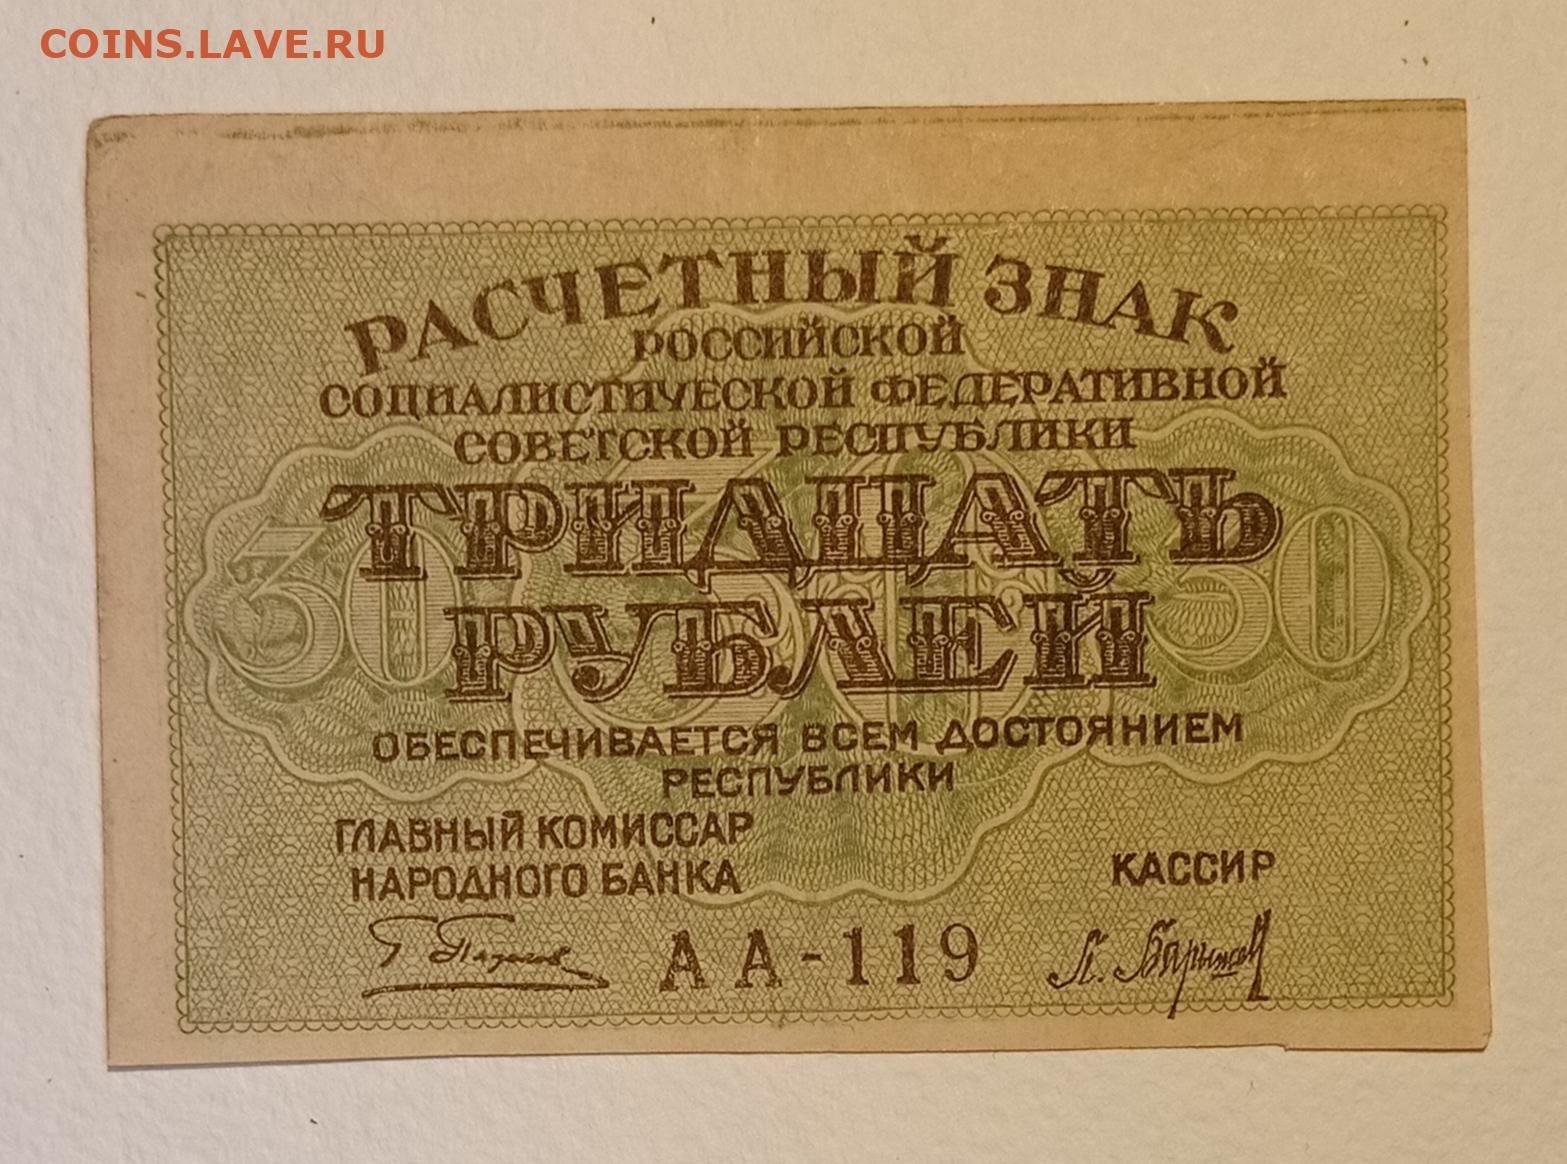 COINS.LAVE.RU
РАСЧЕТНЫЙ ЗНАК
РОССИЙСКОЙ
СОЦИАЛИСТИЧЕСКОЙ ФЕДЕРАТИВНОЙ
СОВЕТСКОЙ РЕСПУБЛИКИ
30 30 30
ТРИДЦАТЬ
РУБЛЕЙ
ОБЕСПЕЧИВАЕТСЯ ВСЕМ ДОСТОЯНИЕМ
РЕСПУБЛИКИ
ГЛАВНЫЙ КОМИССАР
НАРОДНОГО БАНКА
КАССИР
АА-119